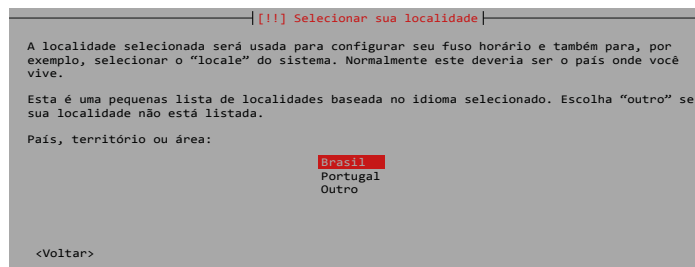 [!!] Selecionar sua localidade
A localidade selecionada será usada para configurar seu fuso horário e também para, por
exemplo, selecionar o “locale” do sistema. Normalmente este deveria ser o país onde você
vive.
Esta é uma pequenas lista de localidades baseada no idioma selecionado. Escolha “outro” se
sua localidade não está listada.
País, território ou área:
Brasil
Portugal
Outro
<Voltar>